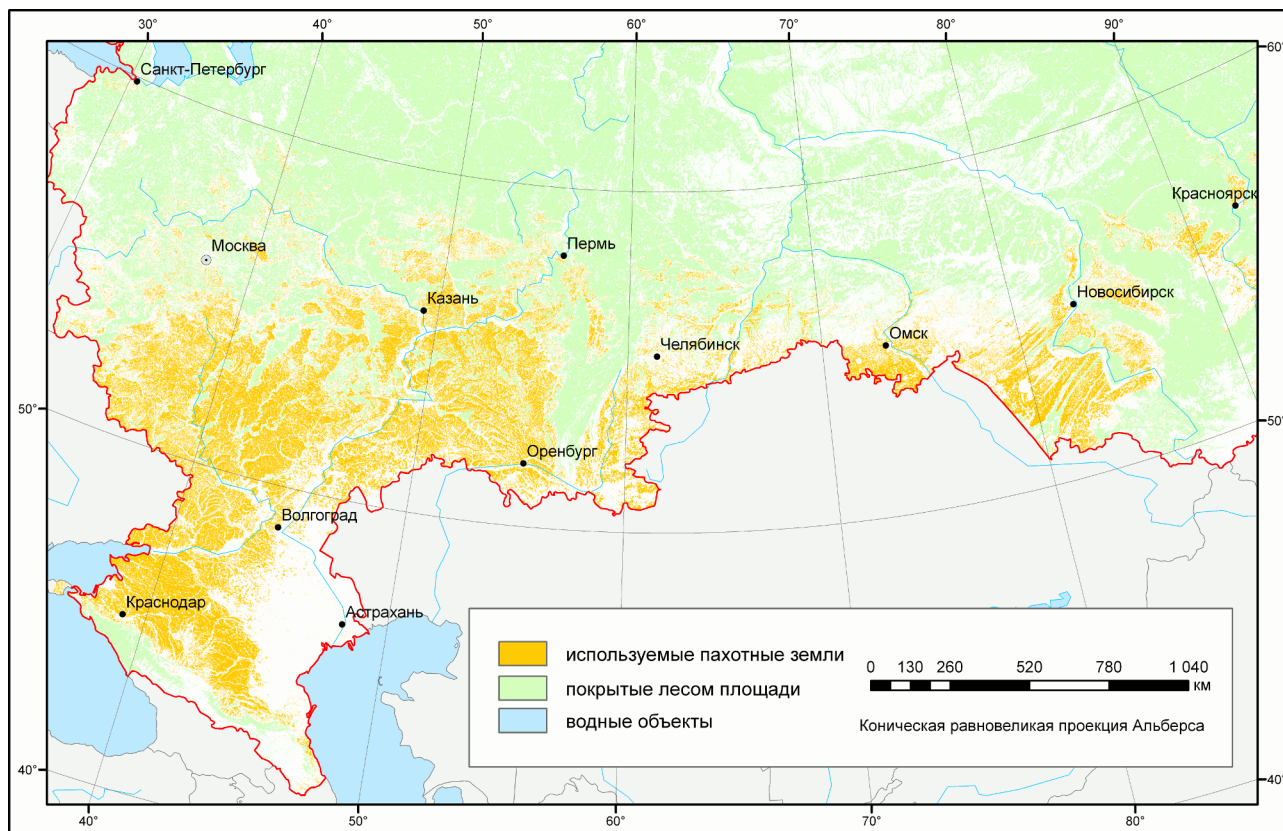 30° 40° 50° 60° 70° 80° 90°
60°
Санкт-Петербург
Красноярск
Москва
Пермь
Новосибирск
Казань
Омск
Челябинск
50°
50°
Оренбург
Волгоград
Краснодар
Астрахань
используемые пахотные земли
покрытые лесом площади
водные объекты
0 130 260 520 780 1 040
км
Коническая равновеликая проекция Альберса
40°
40°
40° 50° 60° 70° 80°